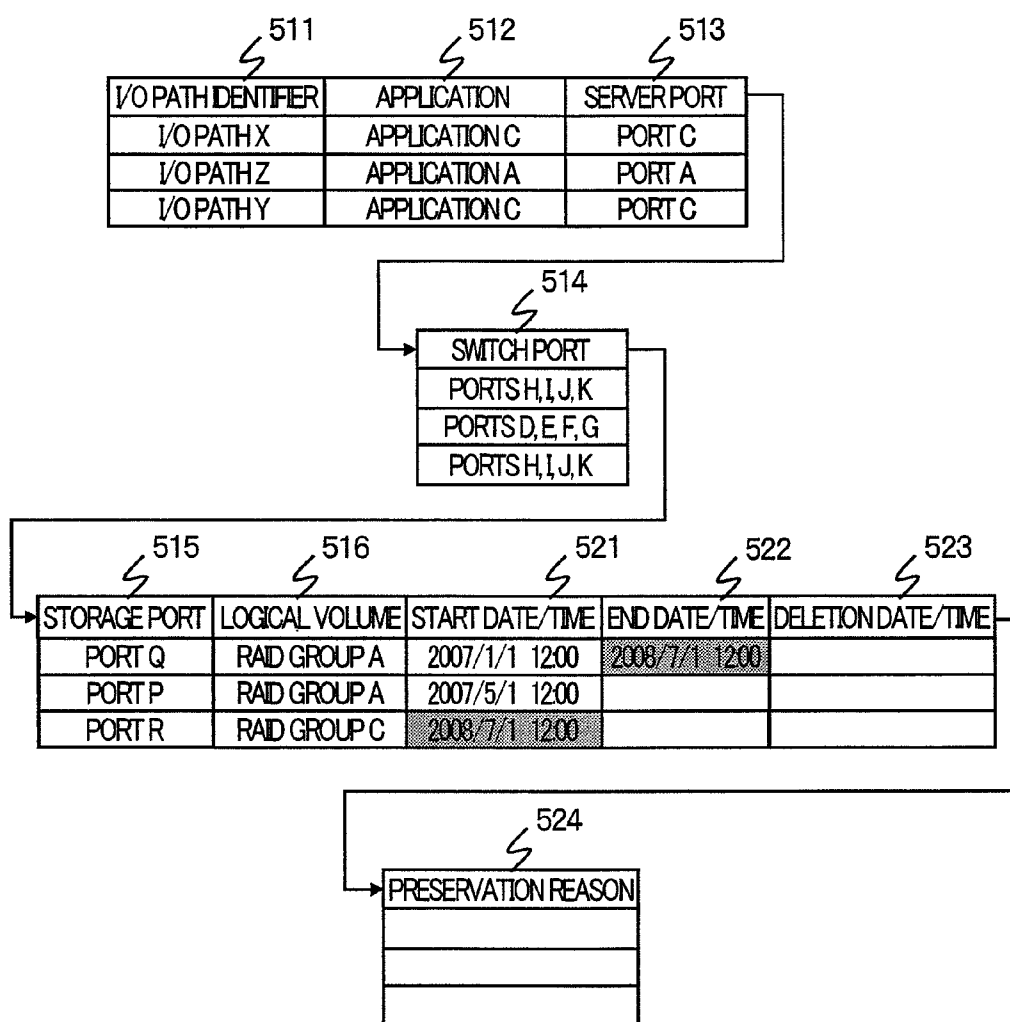 511 512 513
I/O PATH IDENTIFIER APPLICATION SERVER PORT
I/O PATH X APPLICATION C PORT C
I/O PATH Z APPLICATION A PORT A
I/O PATH Y APPLICATION C PORT C
514
SWITCH PORT
PORTS H, I, J, K
PORTS D, E, F, G
PORTS H, I, J, K
515 516 521 522 523
STORAGE PORT LOGICAL VOLUME START DATE/TIME END DATE/TIME DELETION DATE/TIME
PORT Q RAID GROUP A 2007/1/1 12:00 2008/7/1 12:00
PORT P RAID GROUP A 2007/5/1 12:00
PORT R RAID GROUP C 2008/7/1 12:00
524
PRESERVATION REASON